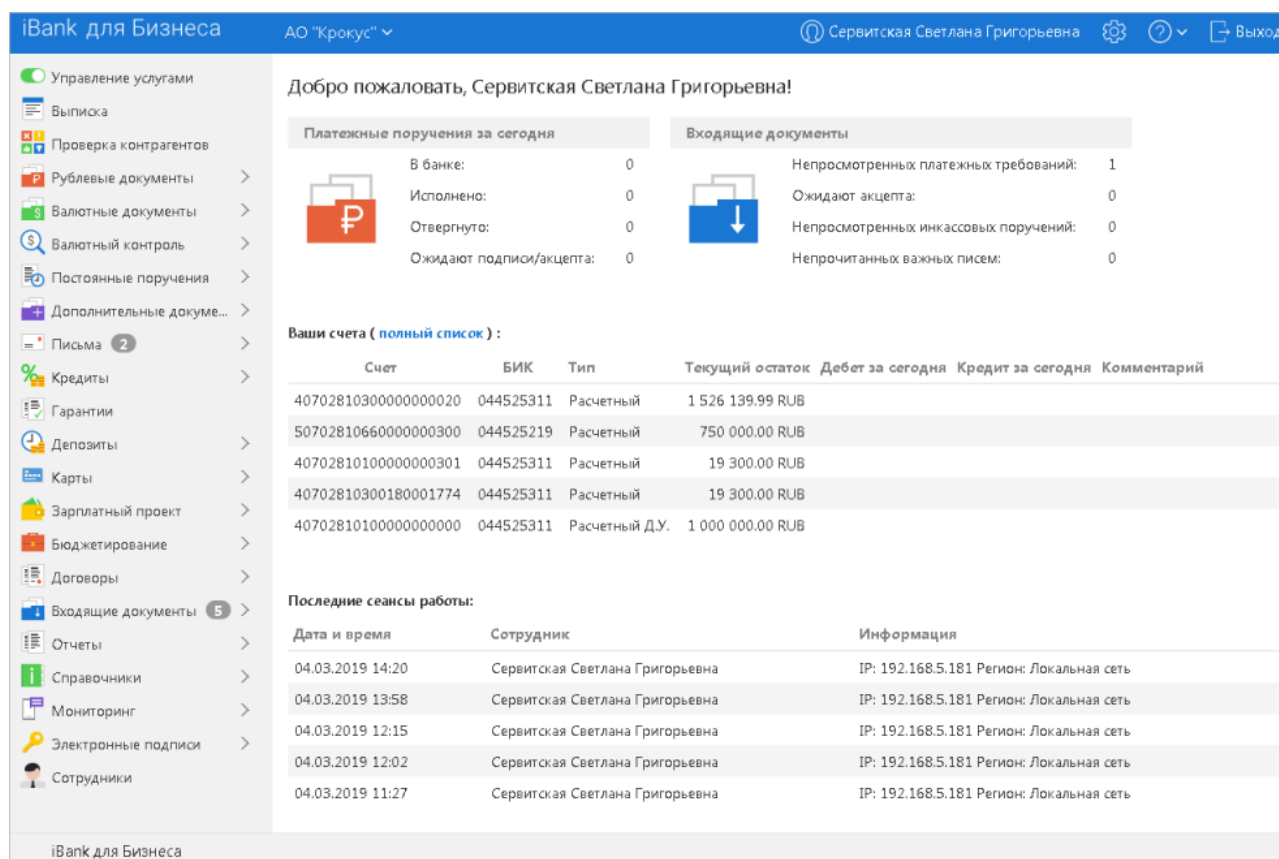 iBank для Бизнеса
АО "Крокус"
Сервитская Светлана Григорьевна
Выход
Управление услугами
Выписка
Проверка контрагентов
Рублевые документы
Валютные документы
Валютный контроль
Постоянные поручения
Дополнительные докуме...
Письма 2
Кредиты
Гарантии
Депозиты
Карты
Зарплатный проект
Бюджетирование
Договоры
Входящие документы 5
Отчеты
Справочники
Мониторинг
Электронные подписи
Сотрудники
Добро пожаловать, Сервитская Светлана Григорьевна!
Платежные поручения за сегодня
В банке: 0
Исполнено: 0
Отвергнуто: 0
Ожидают подписи/акцепта: 0
Входящие документы
Непросмотренных платежных требований: 1
Ожидают акцепта: 0
Непросмотренных инкассовых поручений: 0
Непрочитанных важных писем: 0
Ваши счета ( полный список ) :
Счет БИК Тип Текущий остаток Дебет за сегодня Кредит за сегодня Комментарий
40702810300000000020 044525311 Расчетный 1 526 139.99 RUB
50702810660000000300 044525219 Расчетный 750 000.00 RUB
40702810100000000301 044525311 Расчетный 19 300.00 RUB
40702810300180001774 044525311 Расчетный 19 300.00 RUB
40702810100000000000 044525311 Расчетный Д.У. 1 000 000.00 RUB
Последние сеансы работы:
Дата и время Сотрудник Информация
04.03.2019 14:20 Сервитская Светлана Григорьевна IP: 192.168.5.181 Регион: Локальная сеть
04.03.2019 13:58 Сервитская Светлана Григорьевна IP: 192.168.5.181 Регион: Локальная сеть
04.03.2019 12:15 Сервитская Светлана Григорьевна IP: 192.168.5.181 Регион: Локальная сеть
04.03.2019 12:02 Сервитская Светлана Григорьевна IP: 192.168.5.181 Регион: Локальная сеть
04.03.2019 11:27 Сервитская Светлана Григорьевна IP: 192.168.5.181 Регион: Локальная сеть
iBank для Бизнеса